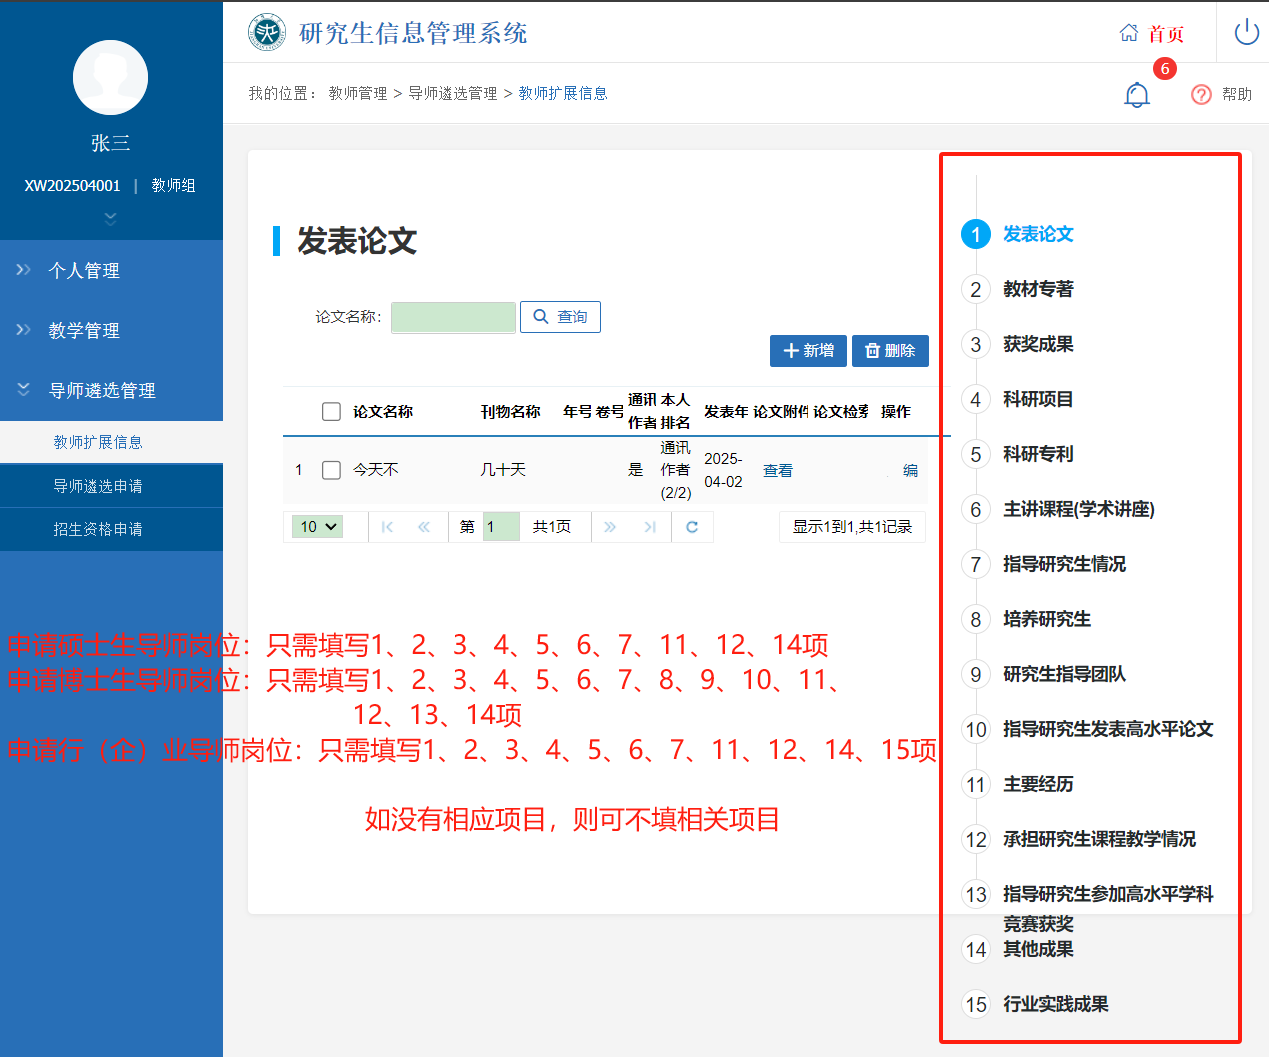 研究生信息管理系统
首页
我的位置： 教师管理 > 导师遴选管理 > 教师扩展信息
6
帮助
张三
XW202504001 | 教师组
个人管理
教学管理
导师遴选管理
教师扩展信息
导师遴选申请
招生资格申请
发表论文
论文名称：
查询
新增
删除
论文名称 刊物名称 年号 卷号 通讯作者 本人排名 发表年 论文附件 论文检索 操作
1 今天不 几十天 是 通讯作者(2/2) 2025-04-02 查看 编
10 第 1 共1页 显示1到1,共1记录
申请硕士生导师岗位：只需填写1、2、3、4、5、6、7、11、12、14项
申请博士生导师岗位：只需填写1、2、3、4、5、6、7、8、9、10、11、
12、13、14项
申请行（企）业导师岗位：只需填写1、2、3、4、5、6、7、11、12、14、15项
如没有相应项目，则可不填相关项目
1 发表论文
2 教材专著
3 获奖成果
4 科研项目
5 科研专利
6 主讲课程(学术讲座)
7 指导研究生情况
8 培养研究生
9 研究生指导团队
10 指导研究生发表高水平论文
11 主要经历
12 承担研究生课程教学情况
13 指导研究生参加高水平学科
竞赛获奖
14 其他成果
15 行业实践成果